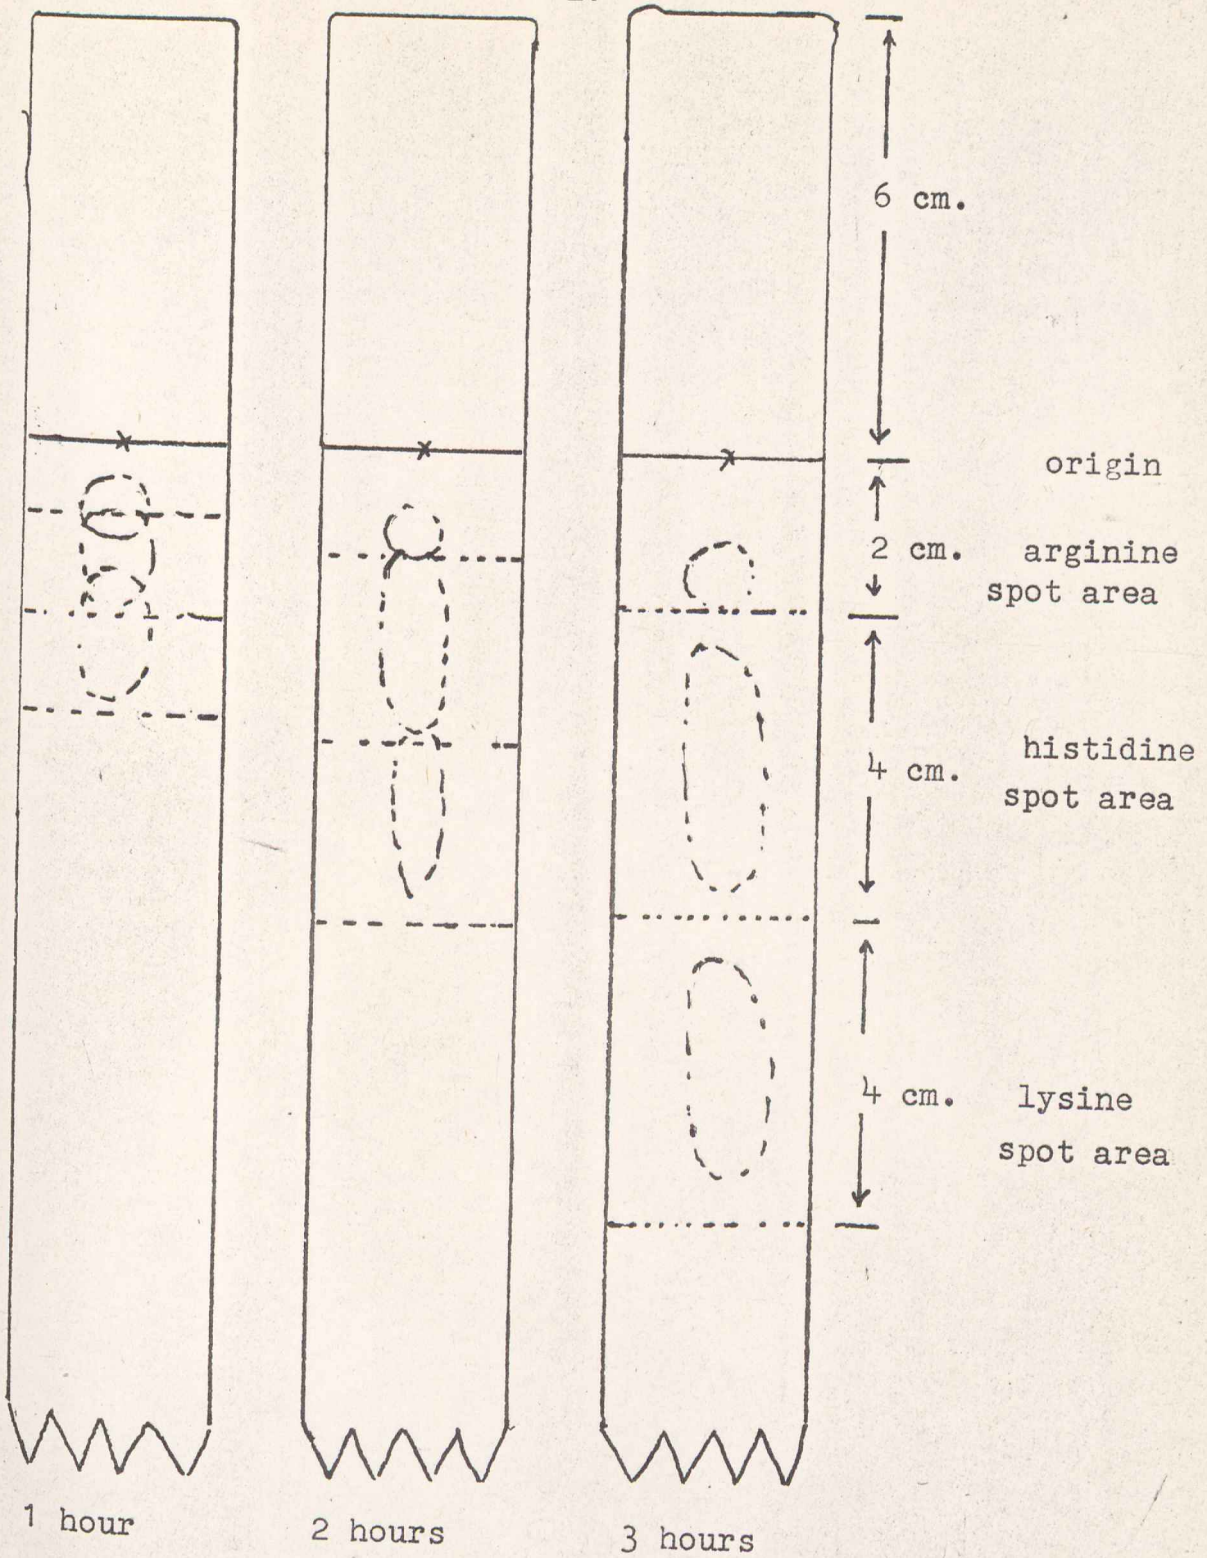 6 cm.
origin
2 cm. arginine
spot area
histidine
4 cm.
spot area
4 cm. lysine
spot area
1 hour
2 hours
3 hours